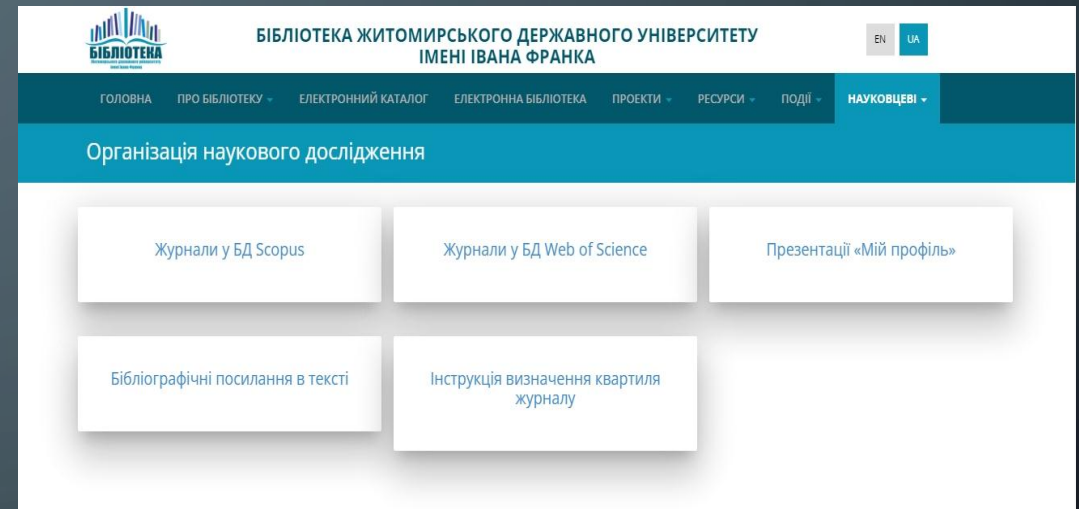 БІБЛІОТЕКА
БІБЛІОТЕКА ЖИТОМИРСЬКОГО ДЕРЖАВНОГО УНІВЕРСИТЕТУ
ІМЕНІ ІВАНА ФРАНКА
EN UA
ГОЛОВНА ПРО БІБЛІОТЕКУ ЕЛЕКТРОННИЙ КАТАЛОГ ЕЛЕКТРОННА БІБЛІОТЕКА ПРОЕКТИ РЕСУРСИ ПОДІЇ НАУКОВЦЕВІ
Організація наукового дослідження
Журнали у БД Scopus
Журнали у БД Web of Science
Презентації «Мій профіль»
Бібліографічні посилання в тексті
Інструкція визначення квартиля
журналу